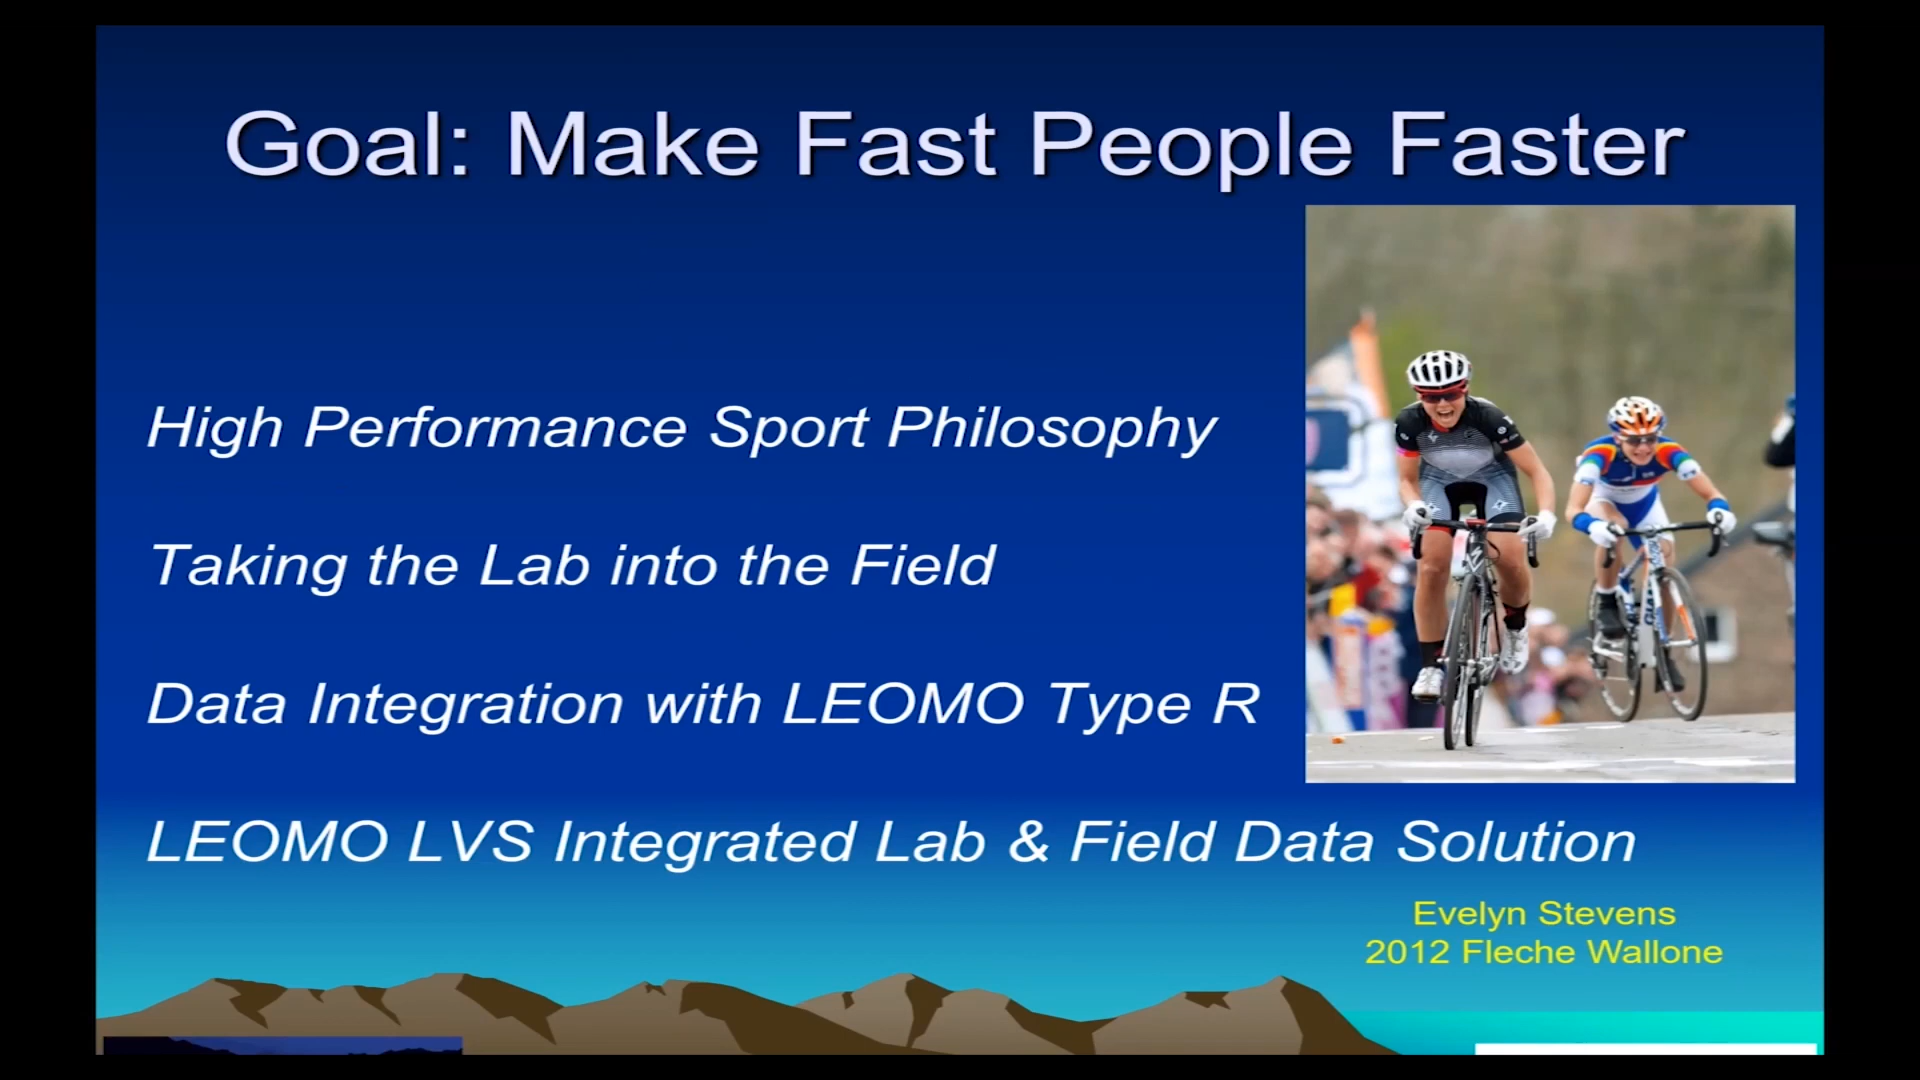 Goal: Make Fast People Faster
High Performance Sport Philosophy
Taking the Lab into the Field
Data Integration with LEOMO Type R
LEOMO LVS Integrated Lab & Field Data Solution
Evelyn Stevens
2012 Fleche Wallone